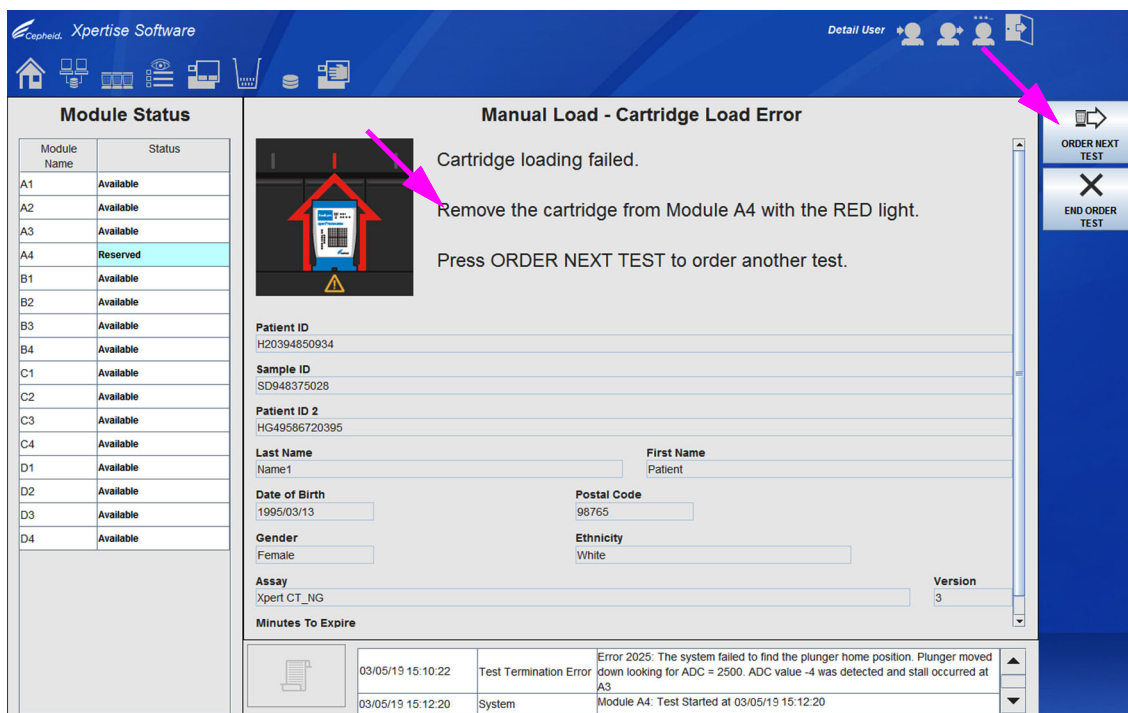 Cepheid. Xpertise Software
Detail User
Module Status
Module Name Status
A1 Available
A2 Available
A3 Available
A4 Reserved
B1 Available
B2 Available
B3 Available
B4 Available
C1 Available
C2 Available
C3 Available
C4 Available
D1 Available
D2 Available
D3 Available
D4 Available
Manual Load - Cartridge Load Error
Cartridge loading failed.
Remove the cartridge from Module A4 with the RED light.
Press ORDER NEXT TEST to order another test.
Patient ID
H20394850934
Sample ID
SD948375028
Patient ID 2
HG49586720395
Last Name First Name
Name1 Patient
Date of Birth Postal Code
1995/03/13 98765
Gender Ethnicity
Female White
Assay Version
Xpert CT_NG 3
Minutes To Expire
03/05/19 15:10:22 Test Termination Error Error 2025: The system failed to find the plunger home position. Plunger moved
down looking for ADC = 2500. ADC value -4 was detected and stall occurred at
A3
03/05/19 15:12:20 System Module A4: Test Started at 03/05/19 15:12:20
ORDER NEXT
TEST
END ORDER
TEST